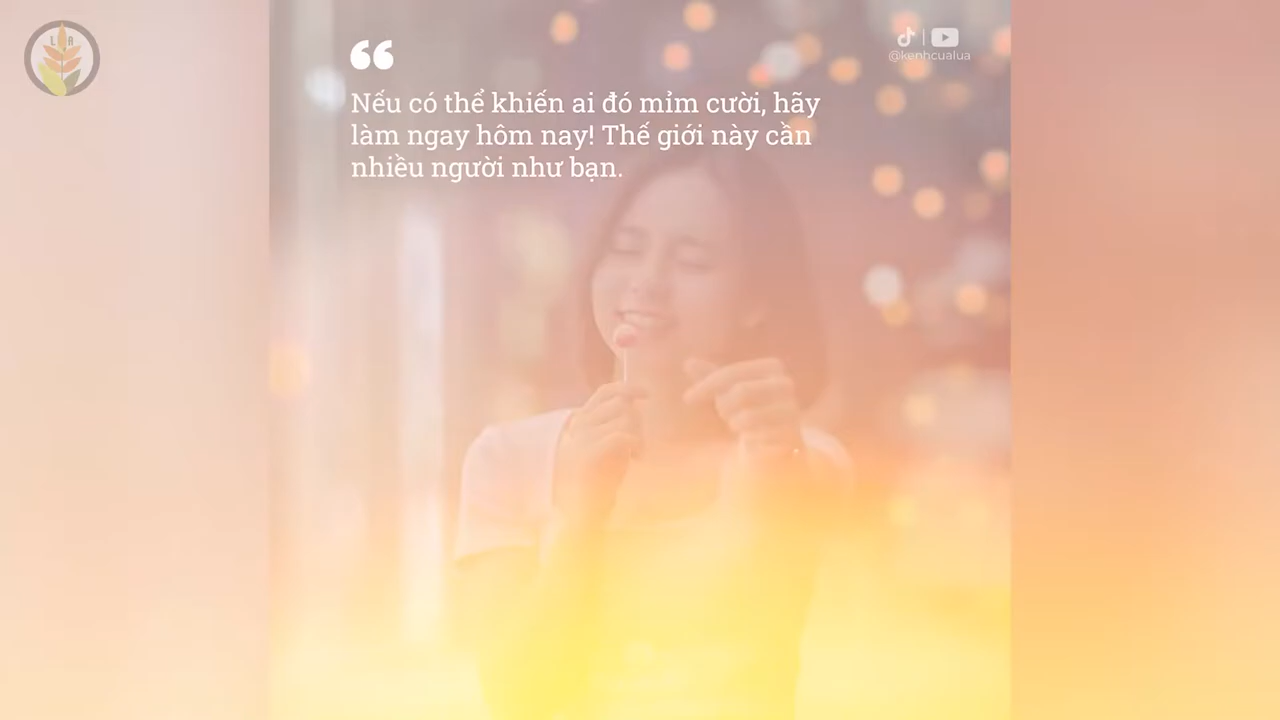 L A
@kenhcualua
Nếu có thể khiến ai đó mỉm cười, hãy
làm ngay hôm nay! Thế giới này cần
nhiều người như bạn.